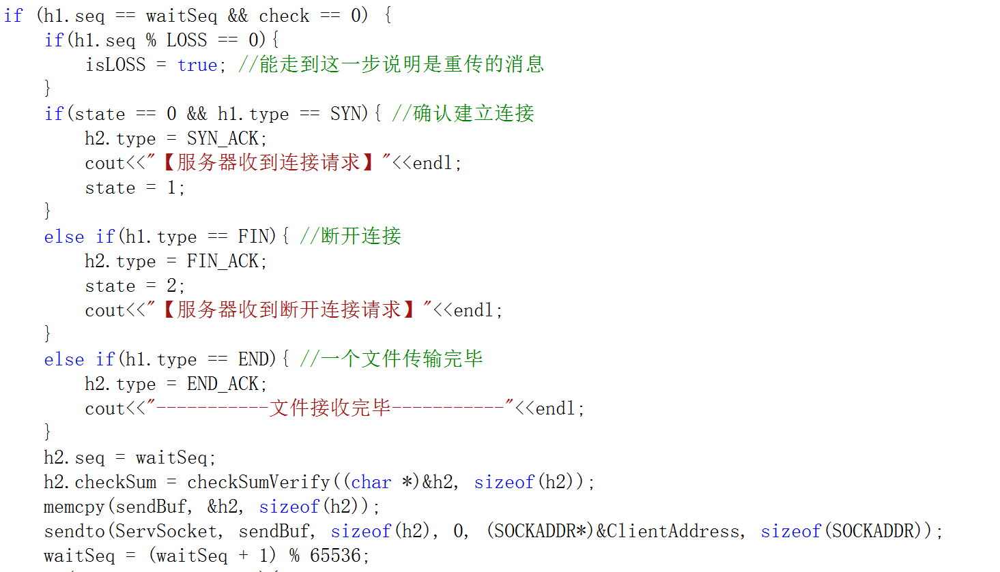 if (h1.seq == waitSeq && check == 0) {
    if(h1.seq % LOSS == 0){
        isLOSS = true; //能走到这一步说明是重传的消息
    }
    if(state == 0 && h1.type == SYN){ //确认建立连接
        h2.type = SYN_ACK;
        cout<<"【服务器收到连接请求】"<<endl;
        state = 1;
    }
    else if(h1.type == FIN){ //断开连接
        h2.type = FIN_ACK;
        state = 2;
        cout<<"【服务器收到断开连接请求】"<<endl;
    }
    else if(h1.type == END){ //一个文件传输完毕
        h2.type = END_ACK;
        cout<<"-----------文件接收完毕-----------"<<endl;
    }
    h2.seq = waitSeq;
    h2.checkSum = checkSumVerify((char *)&h2, sizeof(h2));
    memcpy(sendBuf, &h2, sizeof(h2));
    sendto(ServSocket, sendBuf, sizeof(h2), 0, (SOCKADDR*)&ClientAddress, sizeof(SOCKADDR));
    waitSeq = (waitSeq + 1) % 65536;